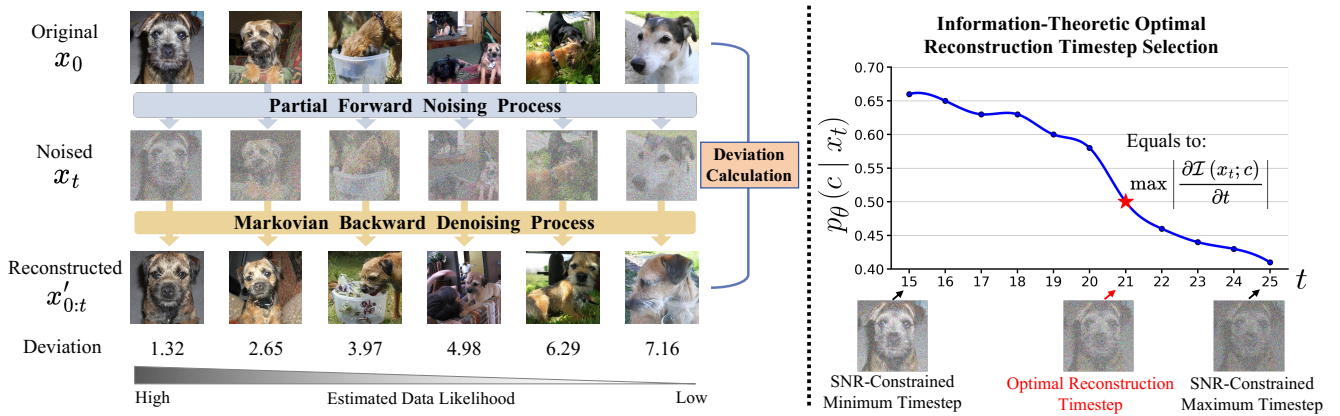 Original
x₀
Partial Forward Noising Process
Noised
xₜ
Deviation
Calculation
Markovian Backward Denoising Process
Reconstructed
x′₀:ₜ
Deviation
1.32 2.65 3.97 4.98 6.29 7.16
High Estimated Data Likelihood Low
Information-Theoretic Optimal
Reconstruction Timestep Selection
pθ(c | xₜ)
0.70
0.65
0.60
0.55
0.50
0.45
0.40
Equals to:
max |∂I(xₜ; c)/∂t|
15 16 17 18 19 20 21 22 23 24 25 t
SNR-Constrained
Minimum Timestep
Optimal Reconstruction
Timestep
SNR-Constrained
Maximum Timestep